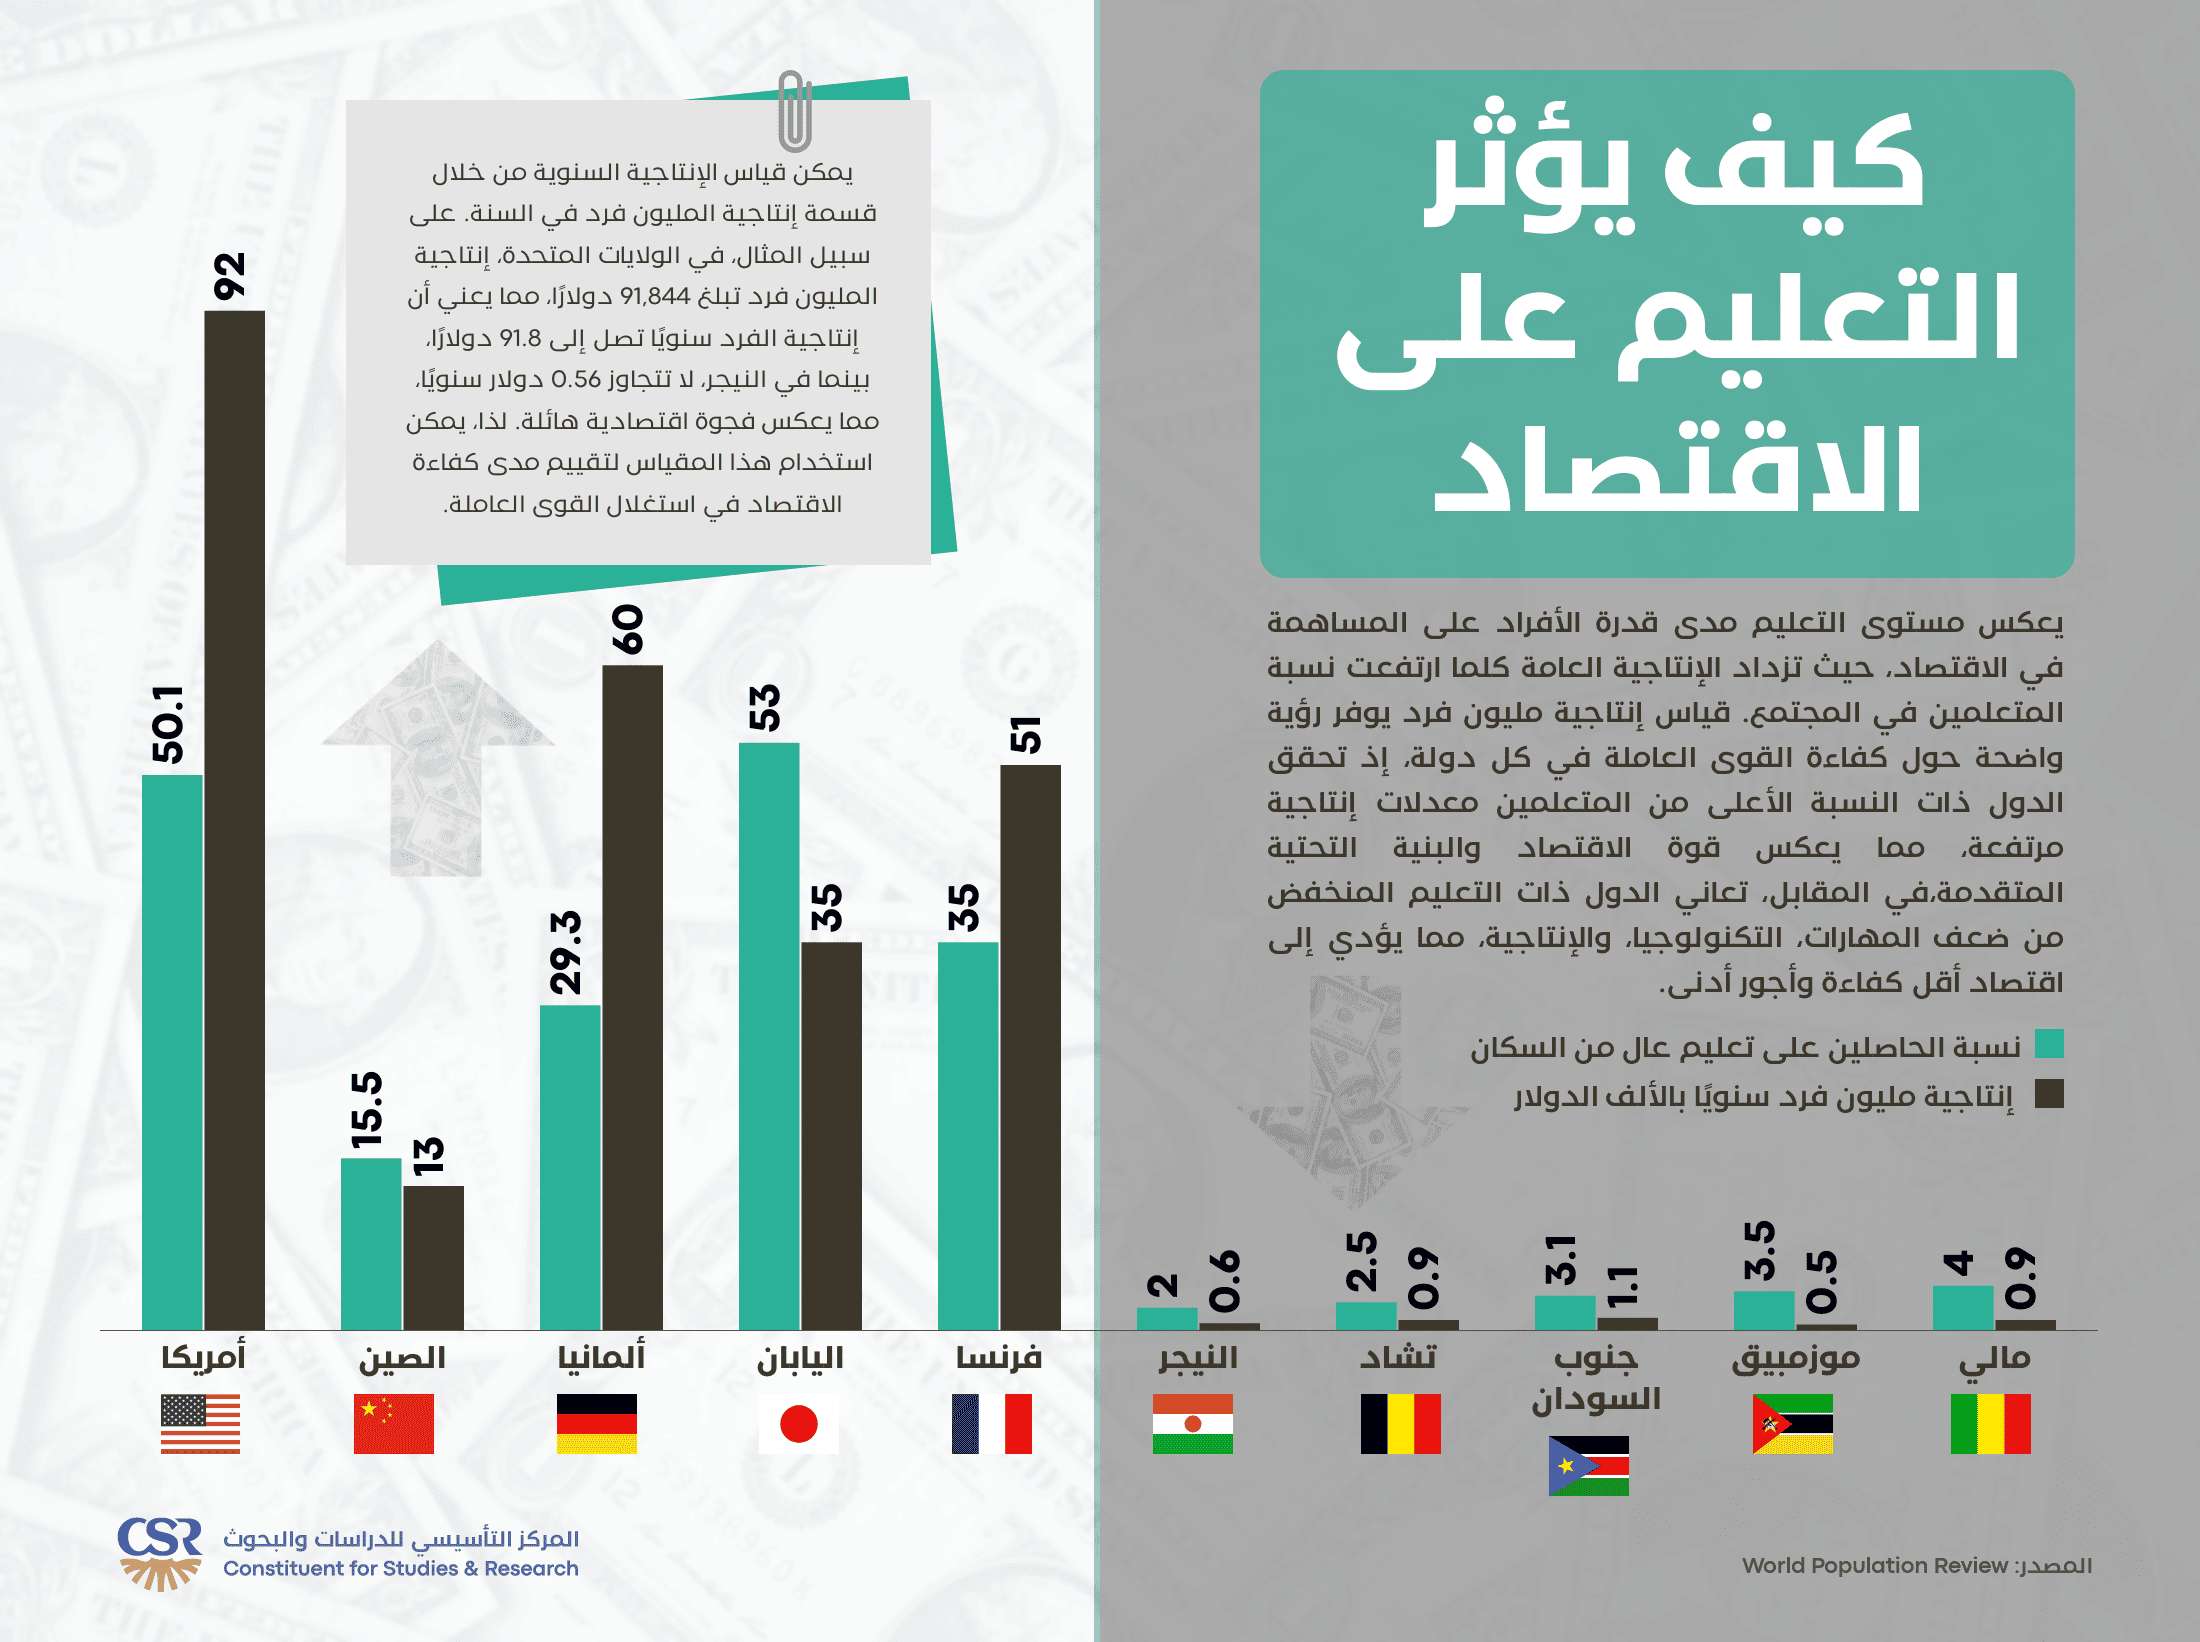 كيف يؤثر
التعليم على
الاقتصاد
يعكس مستوى التعليم مدى قدرة الأفراد على المساهمة
في الاقتصاد، حيث تزداد الإنتاجية العامة كلما ارتفعت نسبة
المتعلمين في المجتمع. قياس إنتاجية مليون فرد يوفر رؤية
واضحة حول كفاءة القوى العاملة في كل دولة، إذ تحقق
الدول ذات النسبة الأعلى من المتعلمين معدلات إنتاجية
مرتفعة، مما يعكس قوة الاقتصاد والبنية التحتية
المتقدمة،في المقابل، تعاني الدول ذات التعليم المنخفض
من ضعف المهارات، التكنولوجيا، والإنتاجية، مما يؤدي إلى
اقتصاد أقل كفاءة وأجور أدنى.
نسبة الحاصلين على تعليم عال من السكان
إنتاجية مليون فرد سنويًا بالألف الدولار
يمكن قياس الإنتاجية السنوية من خلال
قسمة إنتاجية المليون فرد في السنة. على
سبيل المثال، في الولايات المتحدة، إنتاجية
المليون فرد تبلغ 91,844 دولارًا، مما يعني أن
إنتاجية الفرد سنويًا تصل إلى 91.8 دولارًا،
بينما في النيجر، لا تتجاوز 0.56 دولار سنويًا،
مما يعكس فجوة اقتصادية هائلة. لذا، يمكن
استخدام هذا المقياس لتقييم مدى كفاءة
الاقتصاد في استغلال القوى العاملة.
4
0.9
3.5
0.5
3.1
1.1
2.5
0.9
2
0.6
35
51
53
35
29.3
60
15.5
13
50.1
92
مالي
موزمبيق
جنوب
السودان
تشاد
النيجر
فرنسا
اليابان
ألمانيا
الصين
أمريكا
المصدر: World Population Review
CSR
المركز التأسيسي للدراسات والبحوث
Constituent for Studies & Research